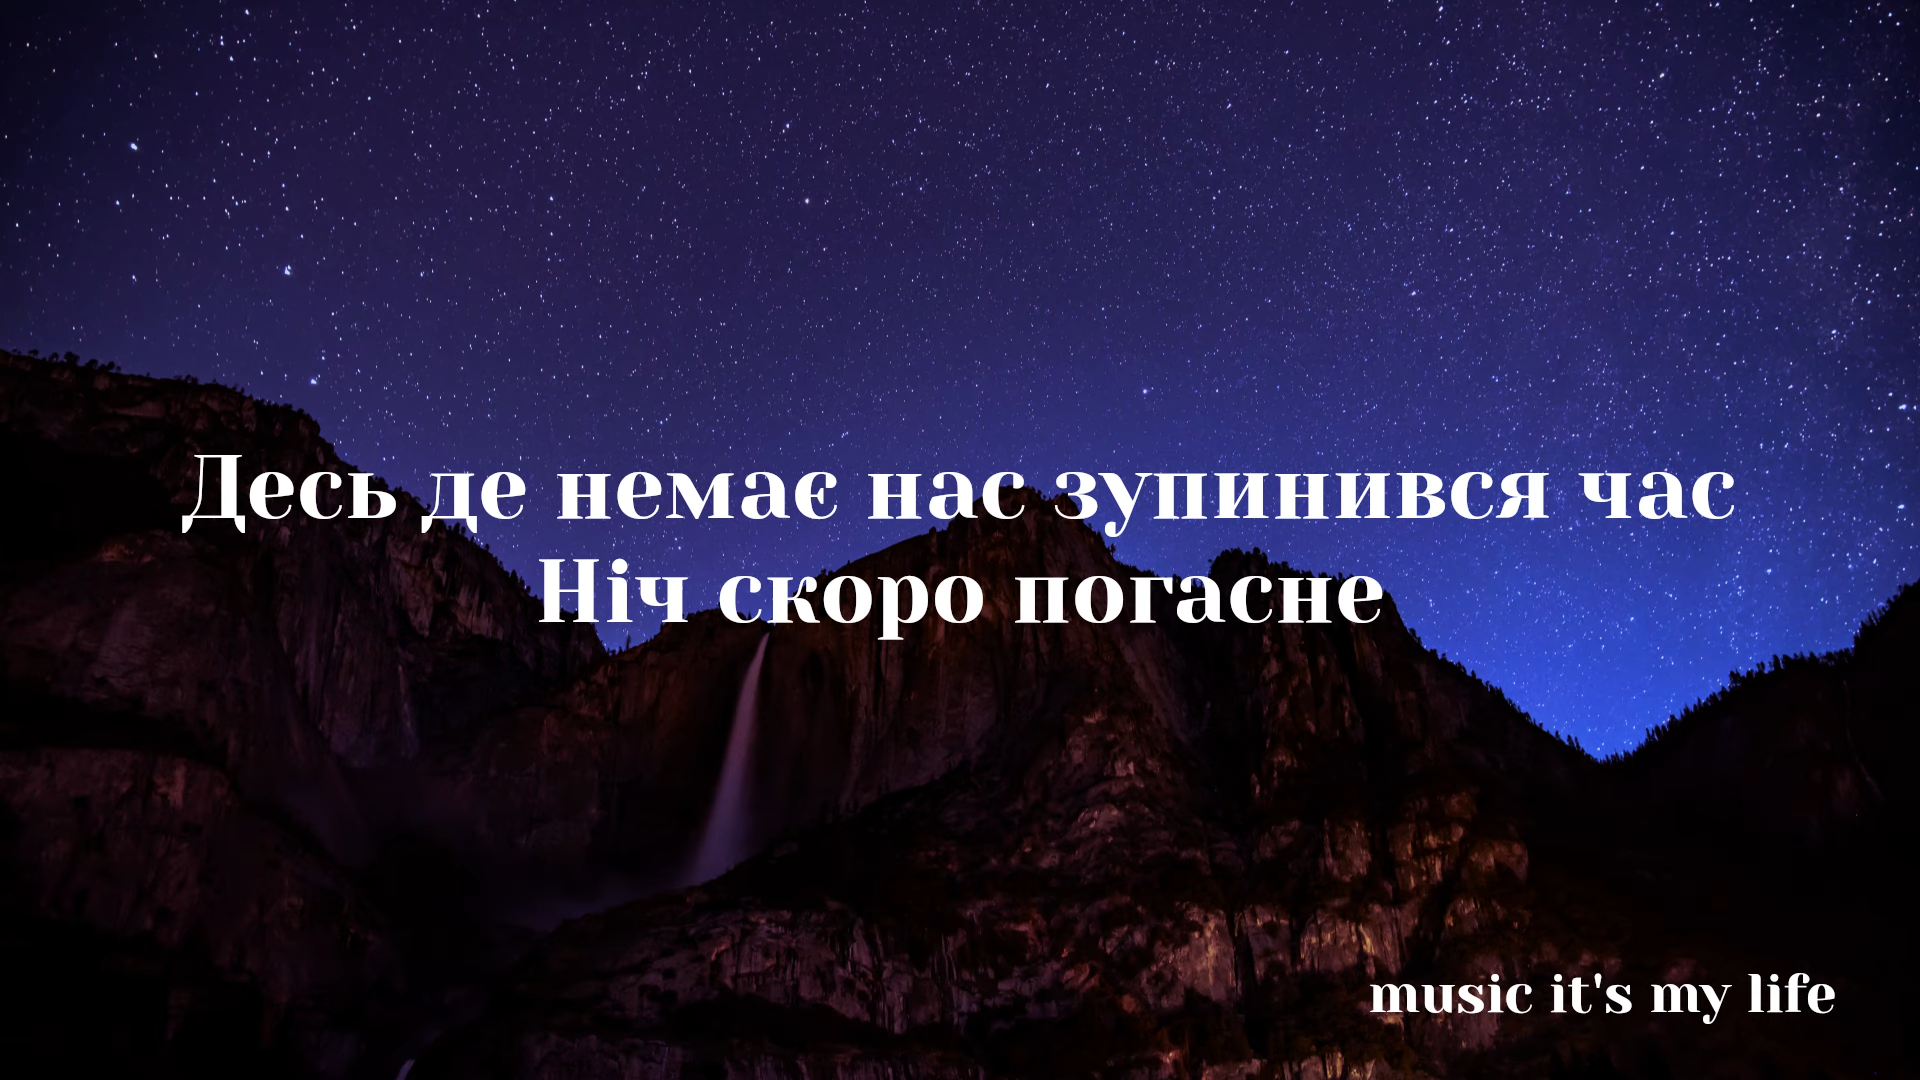 Десь де немає нас зупинився час
Ніч скоро погасне
music it's my life